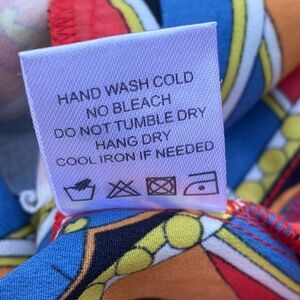 HAND WASH COLD
NO BLEACH
DO NOT TUMBLE DRY
HANG DRY
COOL IRON IF NEEDED